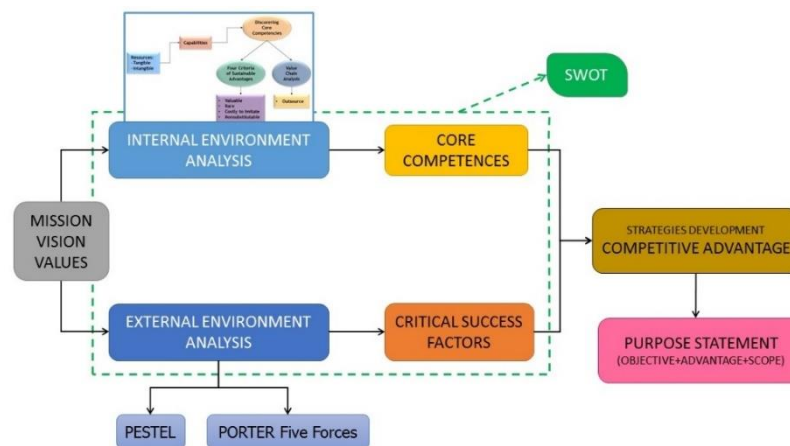 Discovering
Core
Competencies
Capabilities
Resources:
-Tangible
-Intangible
Four Criteria
of Sustainable
Advantages
Value
Chain
Analysis
• Valuable
• Rare
• Costly to Imitate
• Nonsubstitutable
• Outsource
SWOT
INTERNAL ENVIRONMENT
ANALYSIS
CORE
COMPETENCES
MISSION
VISION
VALUES
STRATEGIES DEVELOPMENT
COMPETITIVE ADVANTAGE
EXTERNAL ENVIRONMENT
ANALYSIS
CRITICAL SUCCESS
FACTORS
PURPOSE STATEMENT
(OBJECTIVE+ADVANTAGE+SCOPE)
PESTEL
PORTER Five Forces